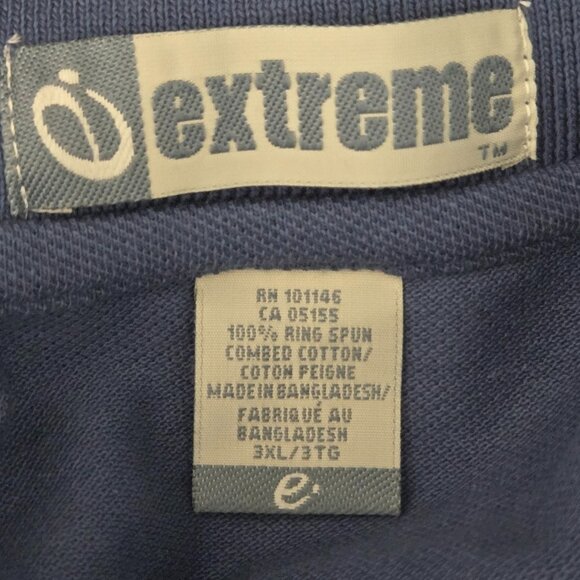 extreme
TM
RN 101146
CA 05155
100% RING SPUN
COMBED COTTON/
COTON PEIGNE
MADE IN BANGLADESH/
FABRIQUÉ AU
BANGLADESH
3XL/3TG
e